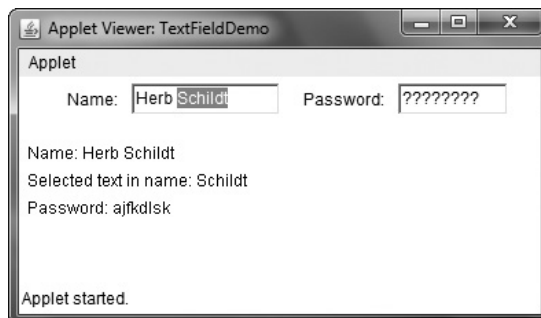 Applet Viewer: TextFieldDemo
Applet
Name: Herb Schildt Password: ????????
Name: Herb Schildt
Selected text in name: Schildt
Password: ajfkdlsk
Applet started.